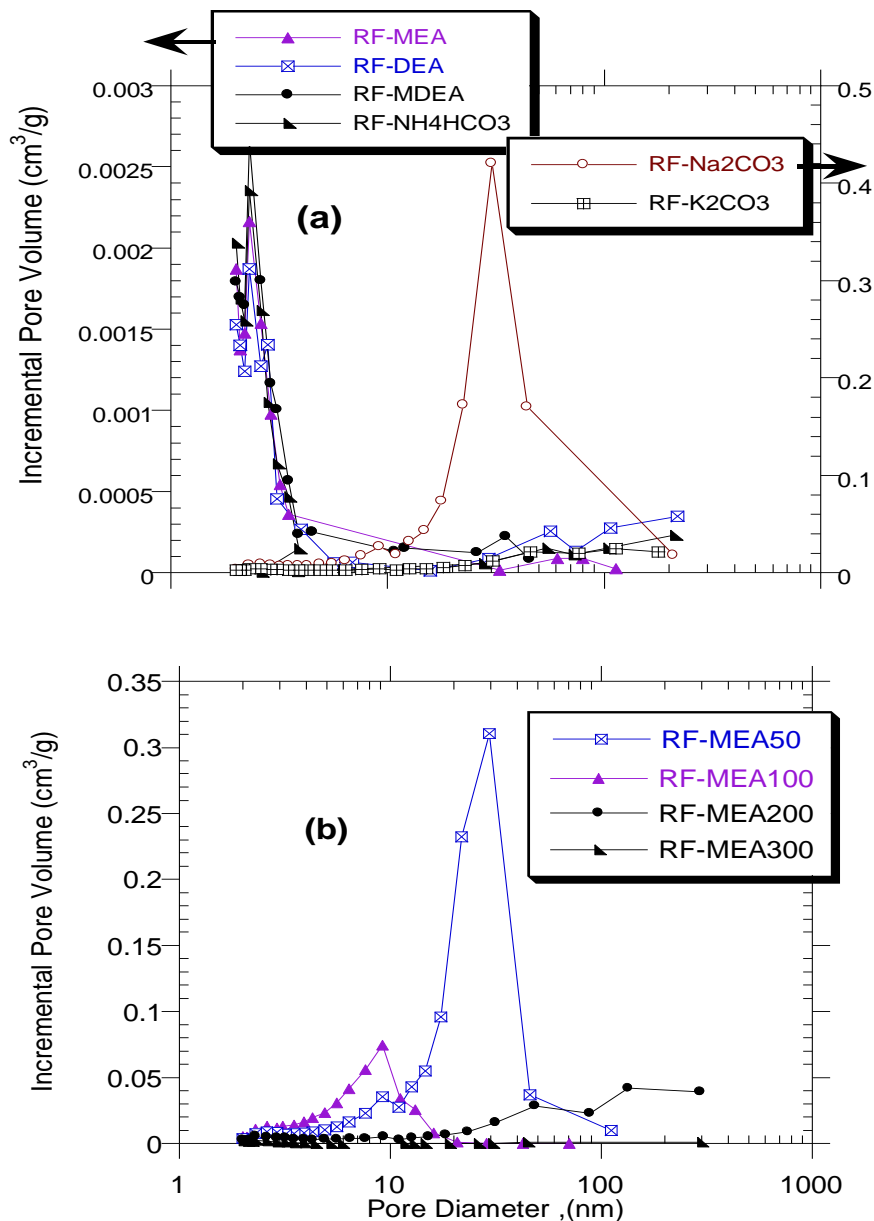 RF-MEA
RF-DEA
RF-MDEA
RF-NH4HCO3
RF-Na2CO3
RF-K2CO3
(a)
Incremental Pore Volume (cm³/g)
0.003
0.0025
0.002
0.0015
0.001
0.0005
0
0.5
0.4
0.3
0.2
0.1
0
10
100
1000
RF-MEA50
RF-MEA100
RF-MEA200
RF-MEA300
(b)
Incremental Pore Volume (cm³/g)
0.35
0.3
0.25
0.2
0.15
0.1
0.05
0
1
10
100
1000
Pore Diameter ,(nm)